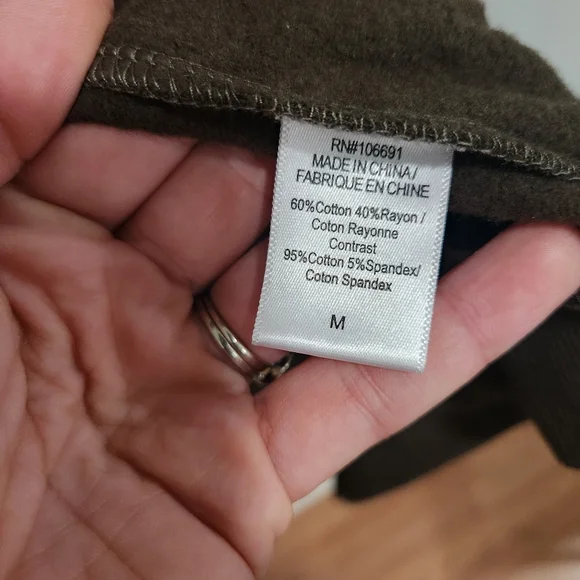 RN#106691
MADE IN CHINA/
FABRIQUE EN CHINE
60%Cotton 40%Rayon/
Coton Rayonne
Contrast
95%Cotton 5%Spandex/
Coton Spandex
M